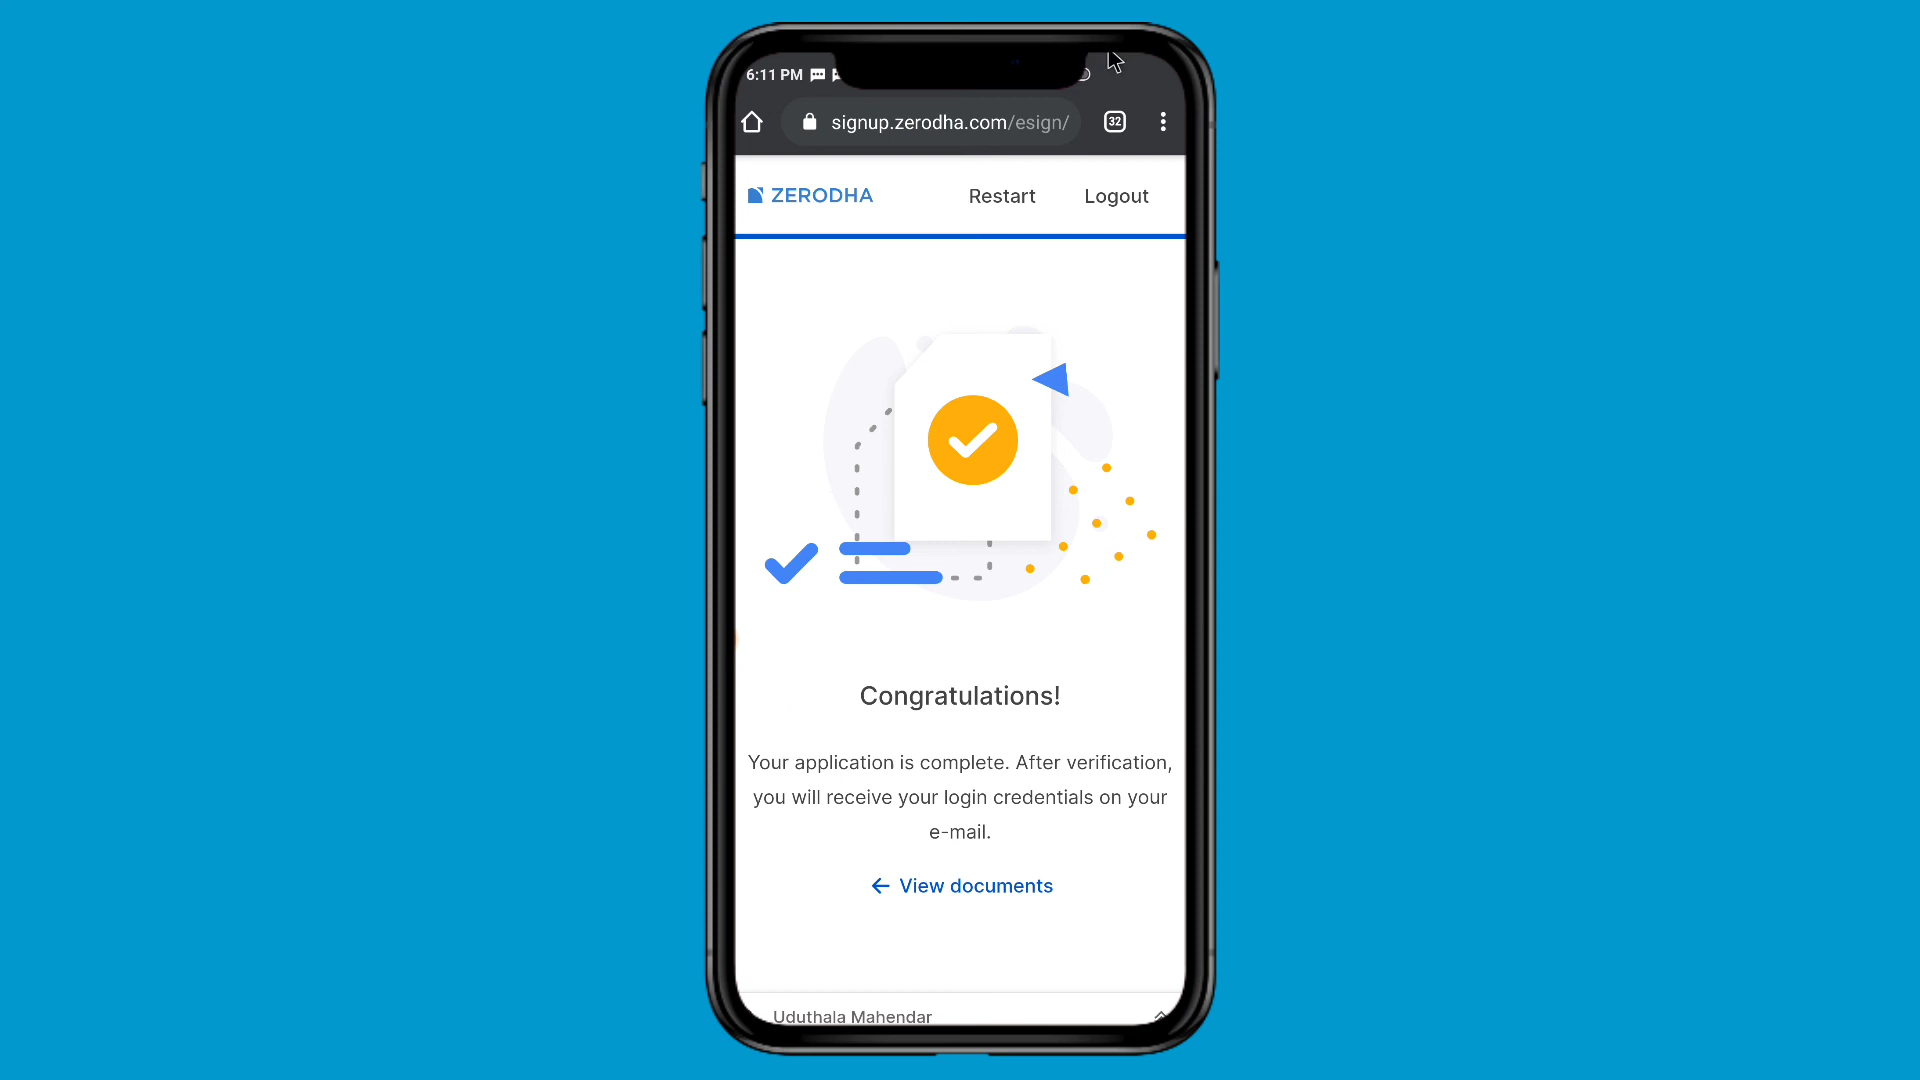 6:11 PM
signup.zerodha.com/esign/
32
ZERODHA
Restart
Logout
Congratulations!
Your application is complete. After verification,
you will receive your login credentials on your
e-mail.
← View documents
Uduthala Mahendar